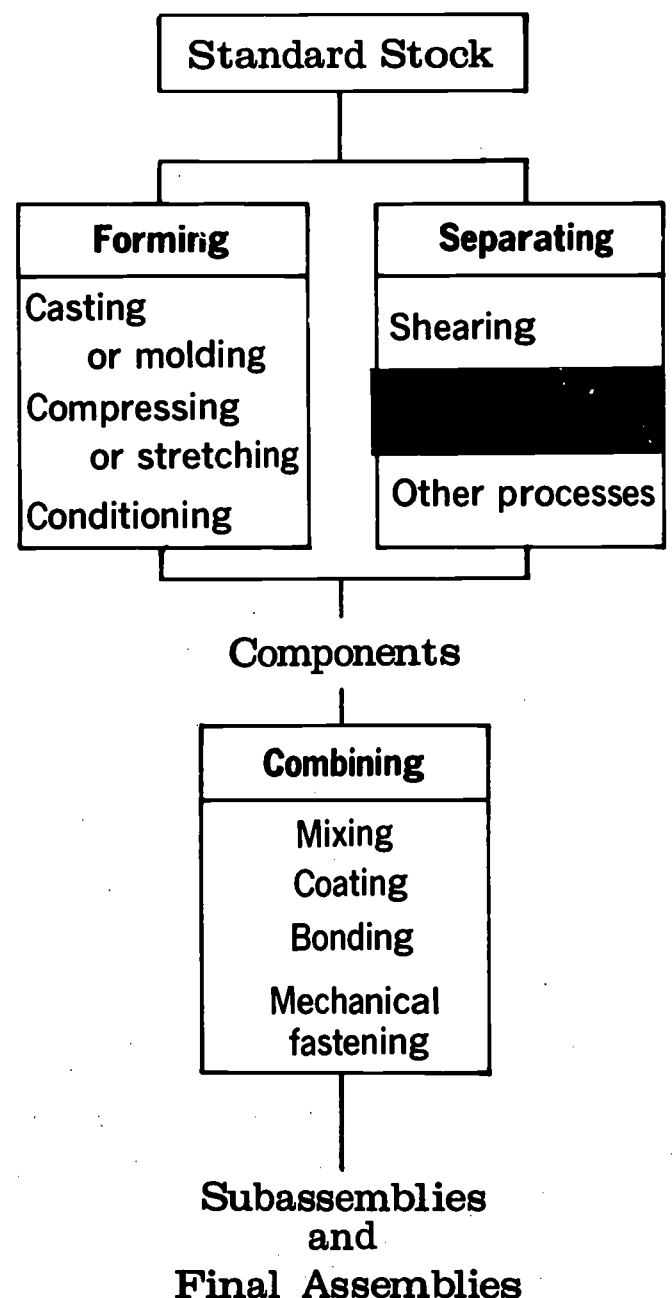 Standard Stock
Forming
Casting
or molding
Compressing
or stretching
Conditioning
Separating
Shearing
Other processes
Components
Combining
Mixing
Coating
Bonding
Mechanical
fastening
Subassemblies
and
Final Assemblies